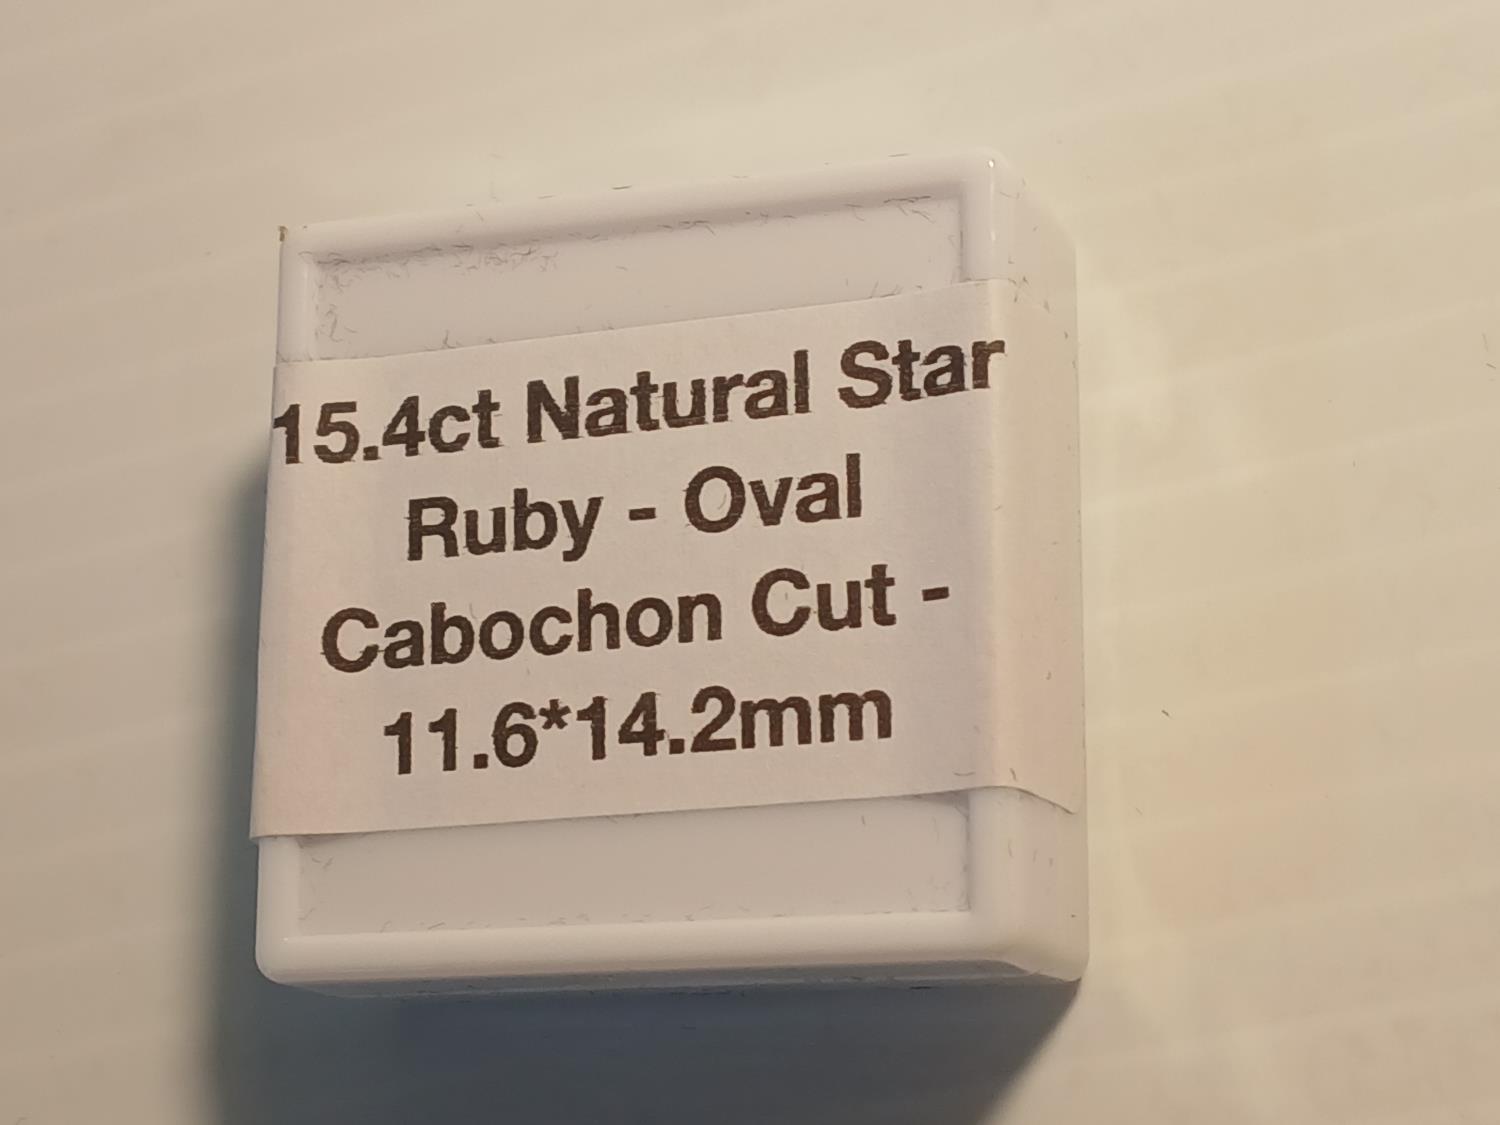 15.4ct Natural Star
Ruby - Oval
Cabochon Cut -
11.6*14.2mm